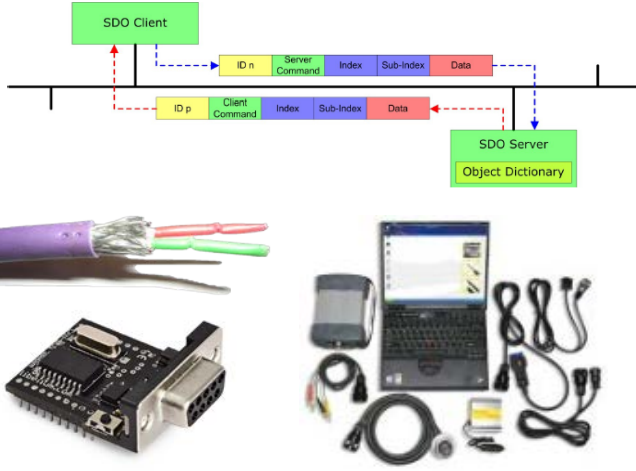 SDO Client
ID n
Server
Command
Index
Sub-Index
Data
ID p
Client
Command
Index
Sub-Index
Data
SDO Server
Object Dictionary